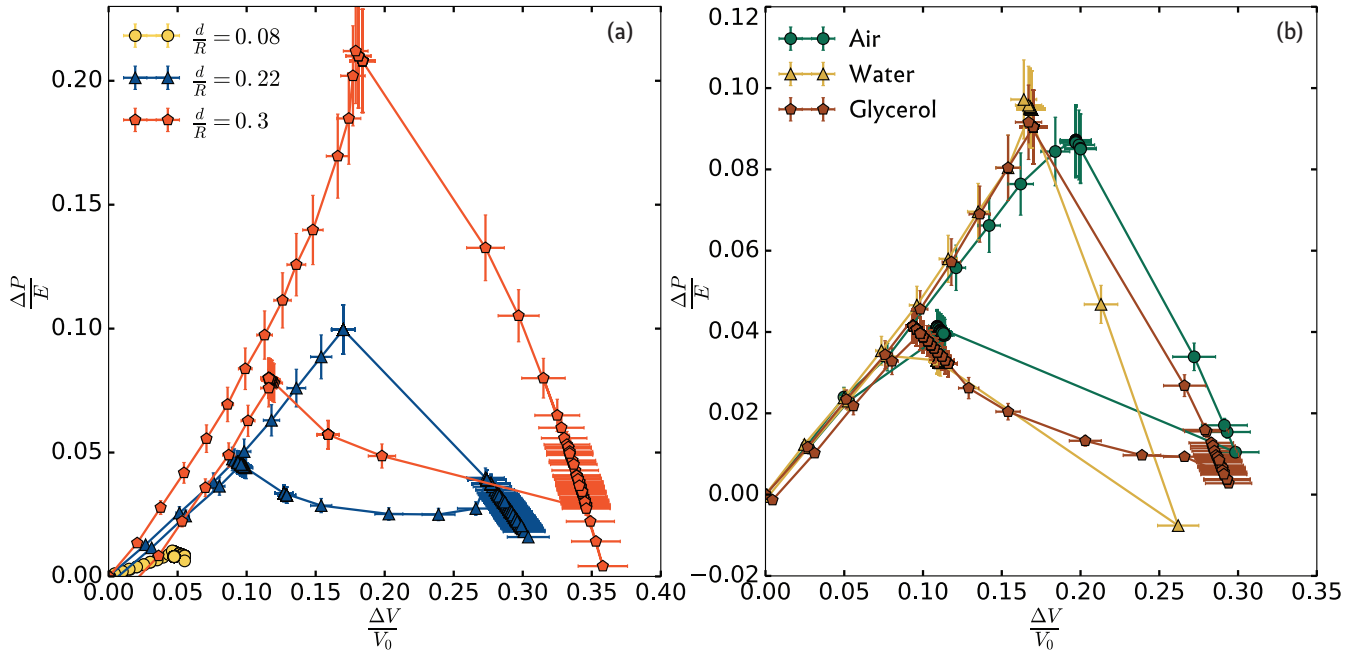 (a)
d/R = 0.08
d/R = 0.22
d/R = 0.3
ΔP/E
0.20
0.15
0.10
0.05
0.00
0.00 0.05 0.10 0.15 0.20 0.25 0.30 0.35 0.40
ΔV/V₀
(b)
Air
Water
Glycerol
ΔP/E
0.12
0.10
0.08
0.06
0.04
0.02
0.00
−0.02
0.00 0.05 0.10 0.15 0.20 0.25 0.30 0.35
ΔV/V₀